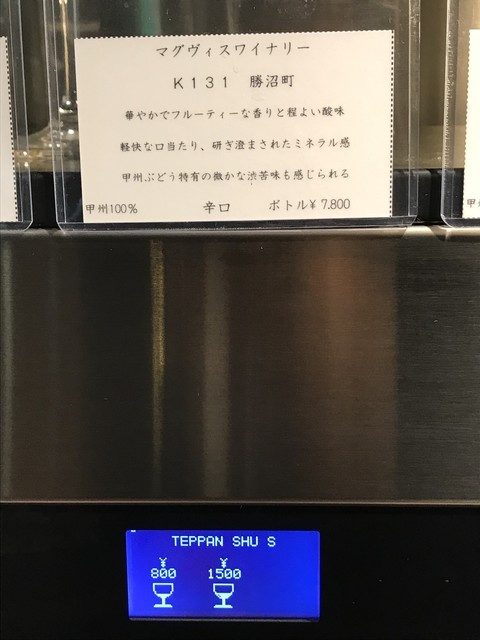 マグヴィスワイナリー
K131 勝沼町
華やかでフルーティーな香りと程よい酸味
軽快な口当たり、研ぎ澄まされたミネラル感
甲州ぶどう特有の微かな渋苦味も感じられる
甲州100% 辛口 ボトル¥7,800
甲
TEPPAN SHU S
¥ ¥
800 1500